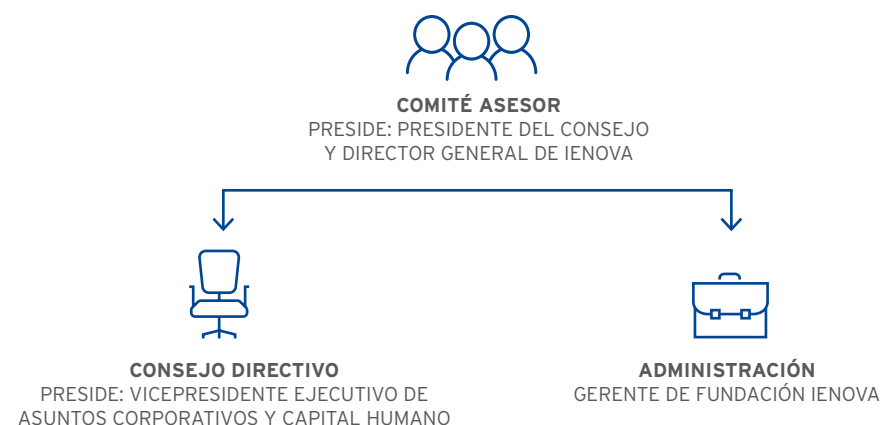 COMITÉ ASESOR
PRESIDE: PRESIDENTE DEL CONSEJO
Y DIRECTOR GENERAL DE IENOVA
CONSEJO DIRECTIVO
PRESIDE: VICEPRESIDENTE EJECUTIVO DE
ASUNTOS CORPORATIVOS Y CAPITAL HUMANO
ADMINISTRACIÓN
GERENTE DE FUNDACIÓN IENOVA